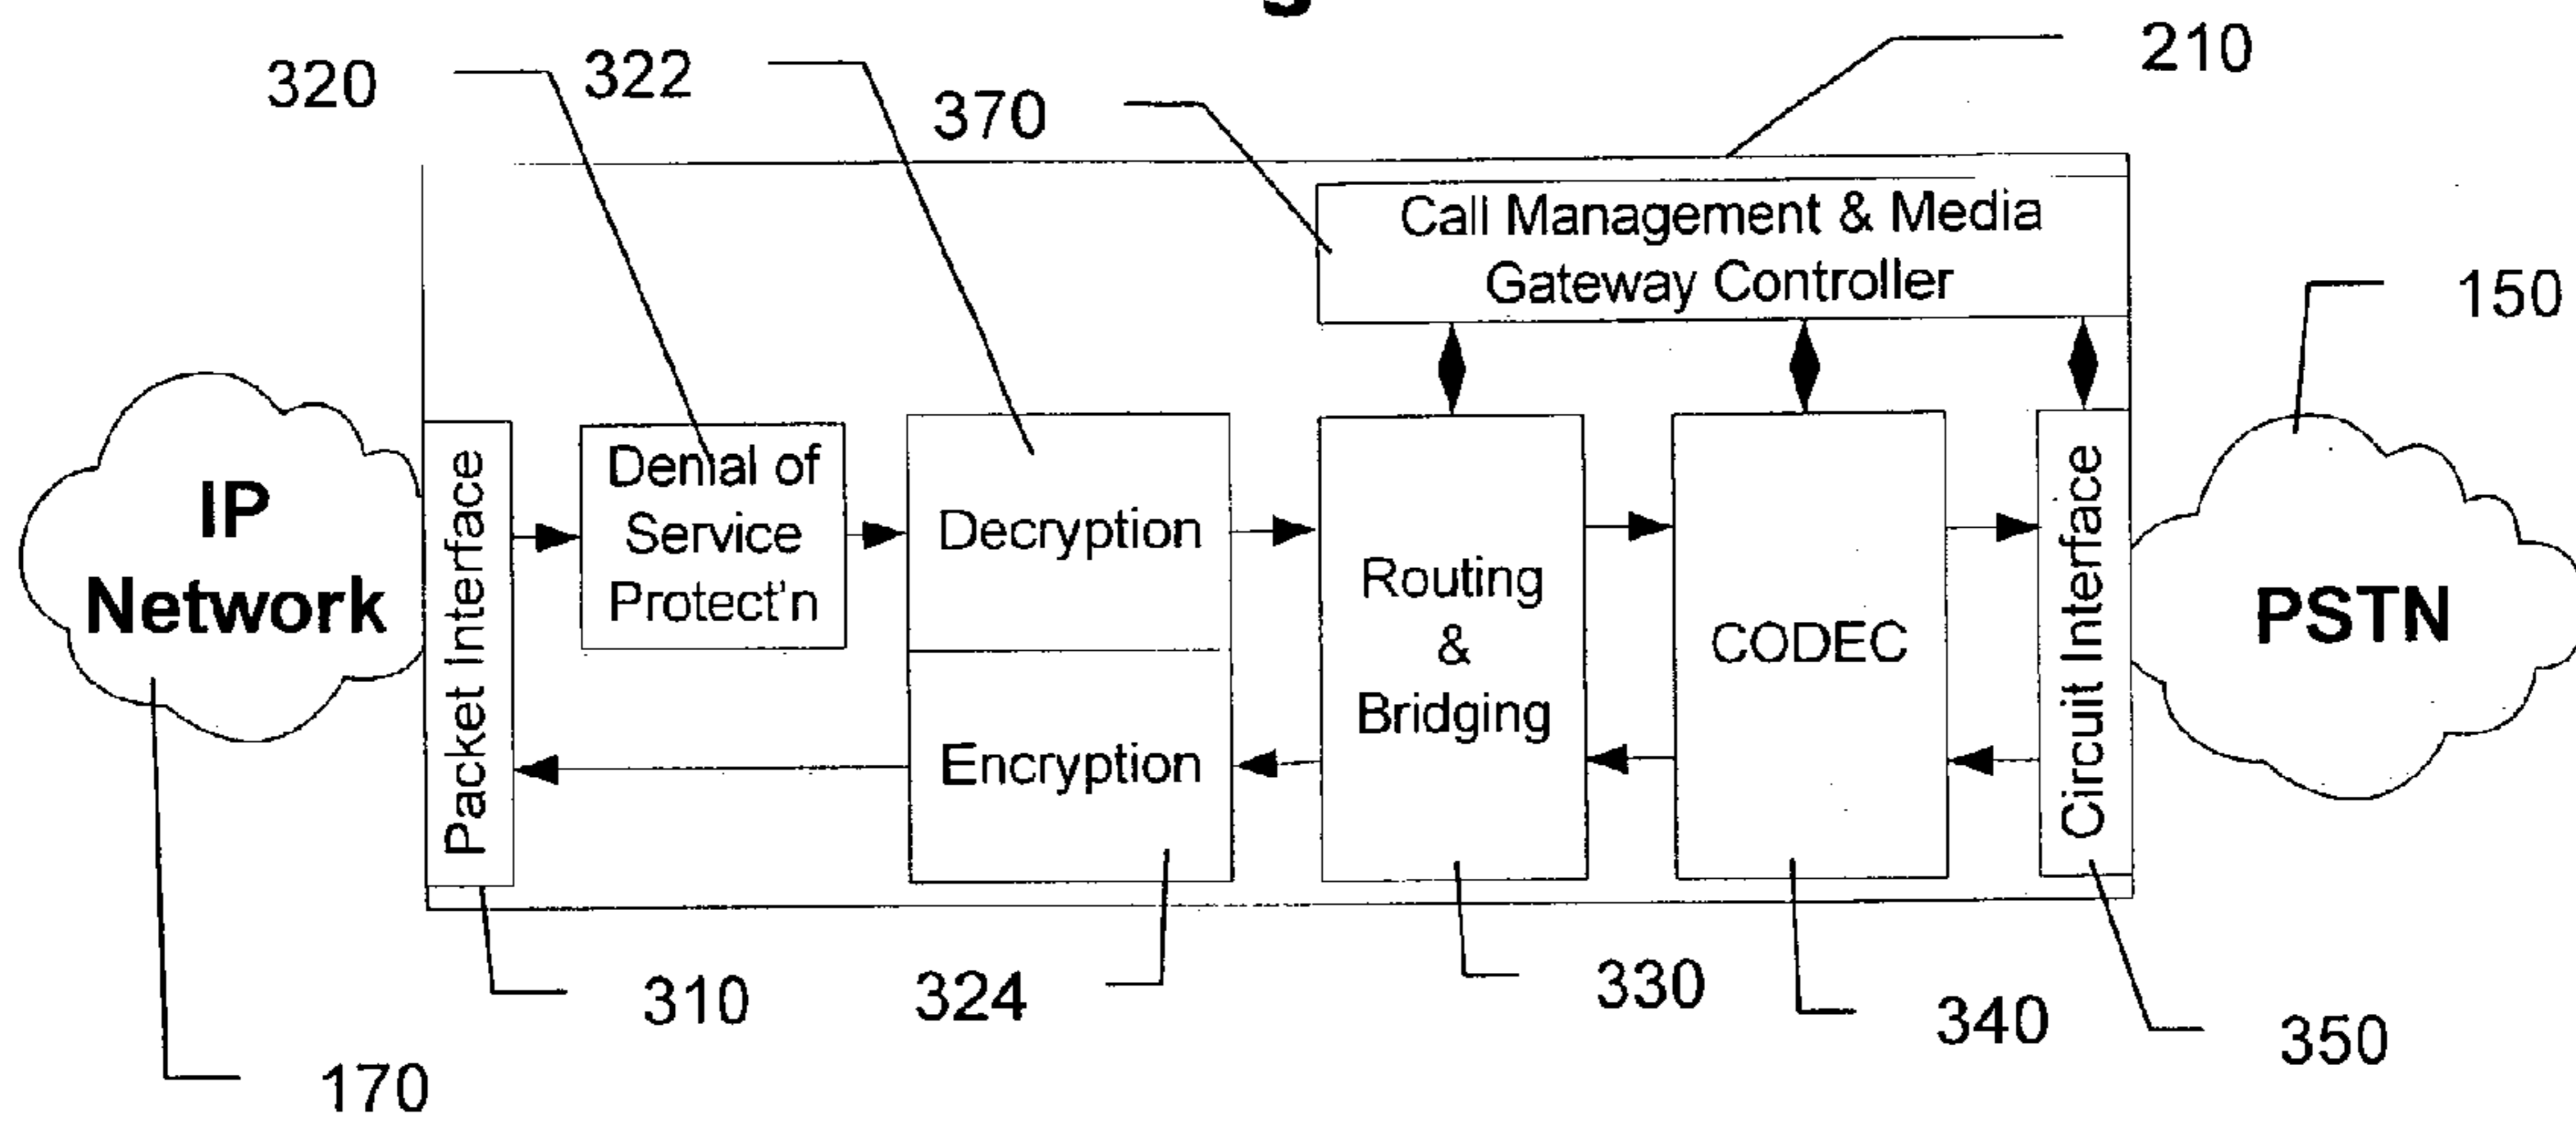 210
320
322
370
Call Management & Media
Gateway Controller
150
IP
Network
Packet Interface
Denial of
Service
Protect'n
Decryption
Encryption
Routing
&
Bridging
CODEC
Circuit Interface
PSTN
310
324
330
340
350
170